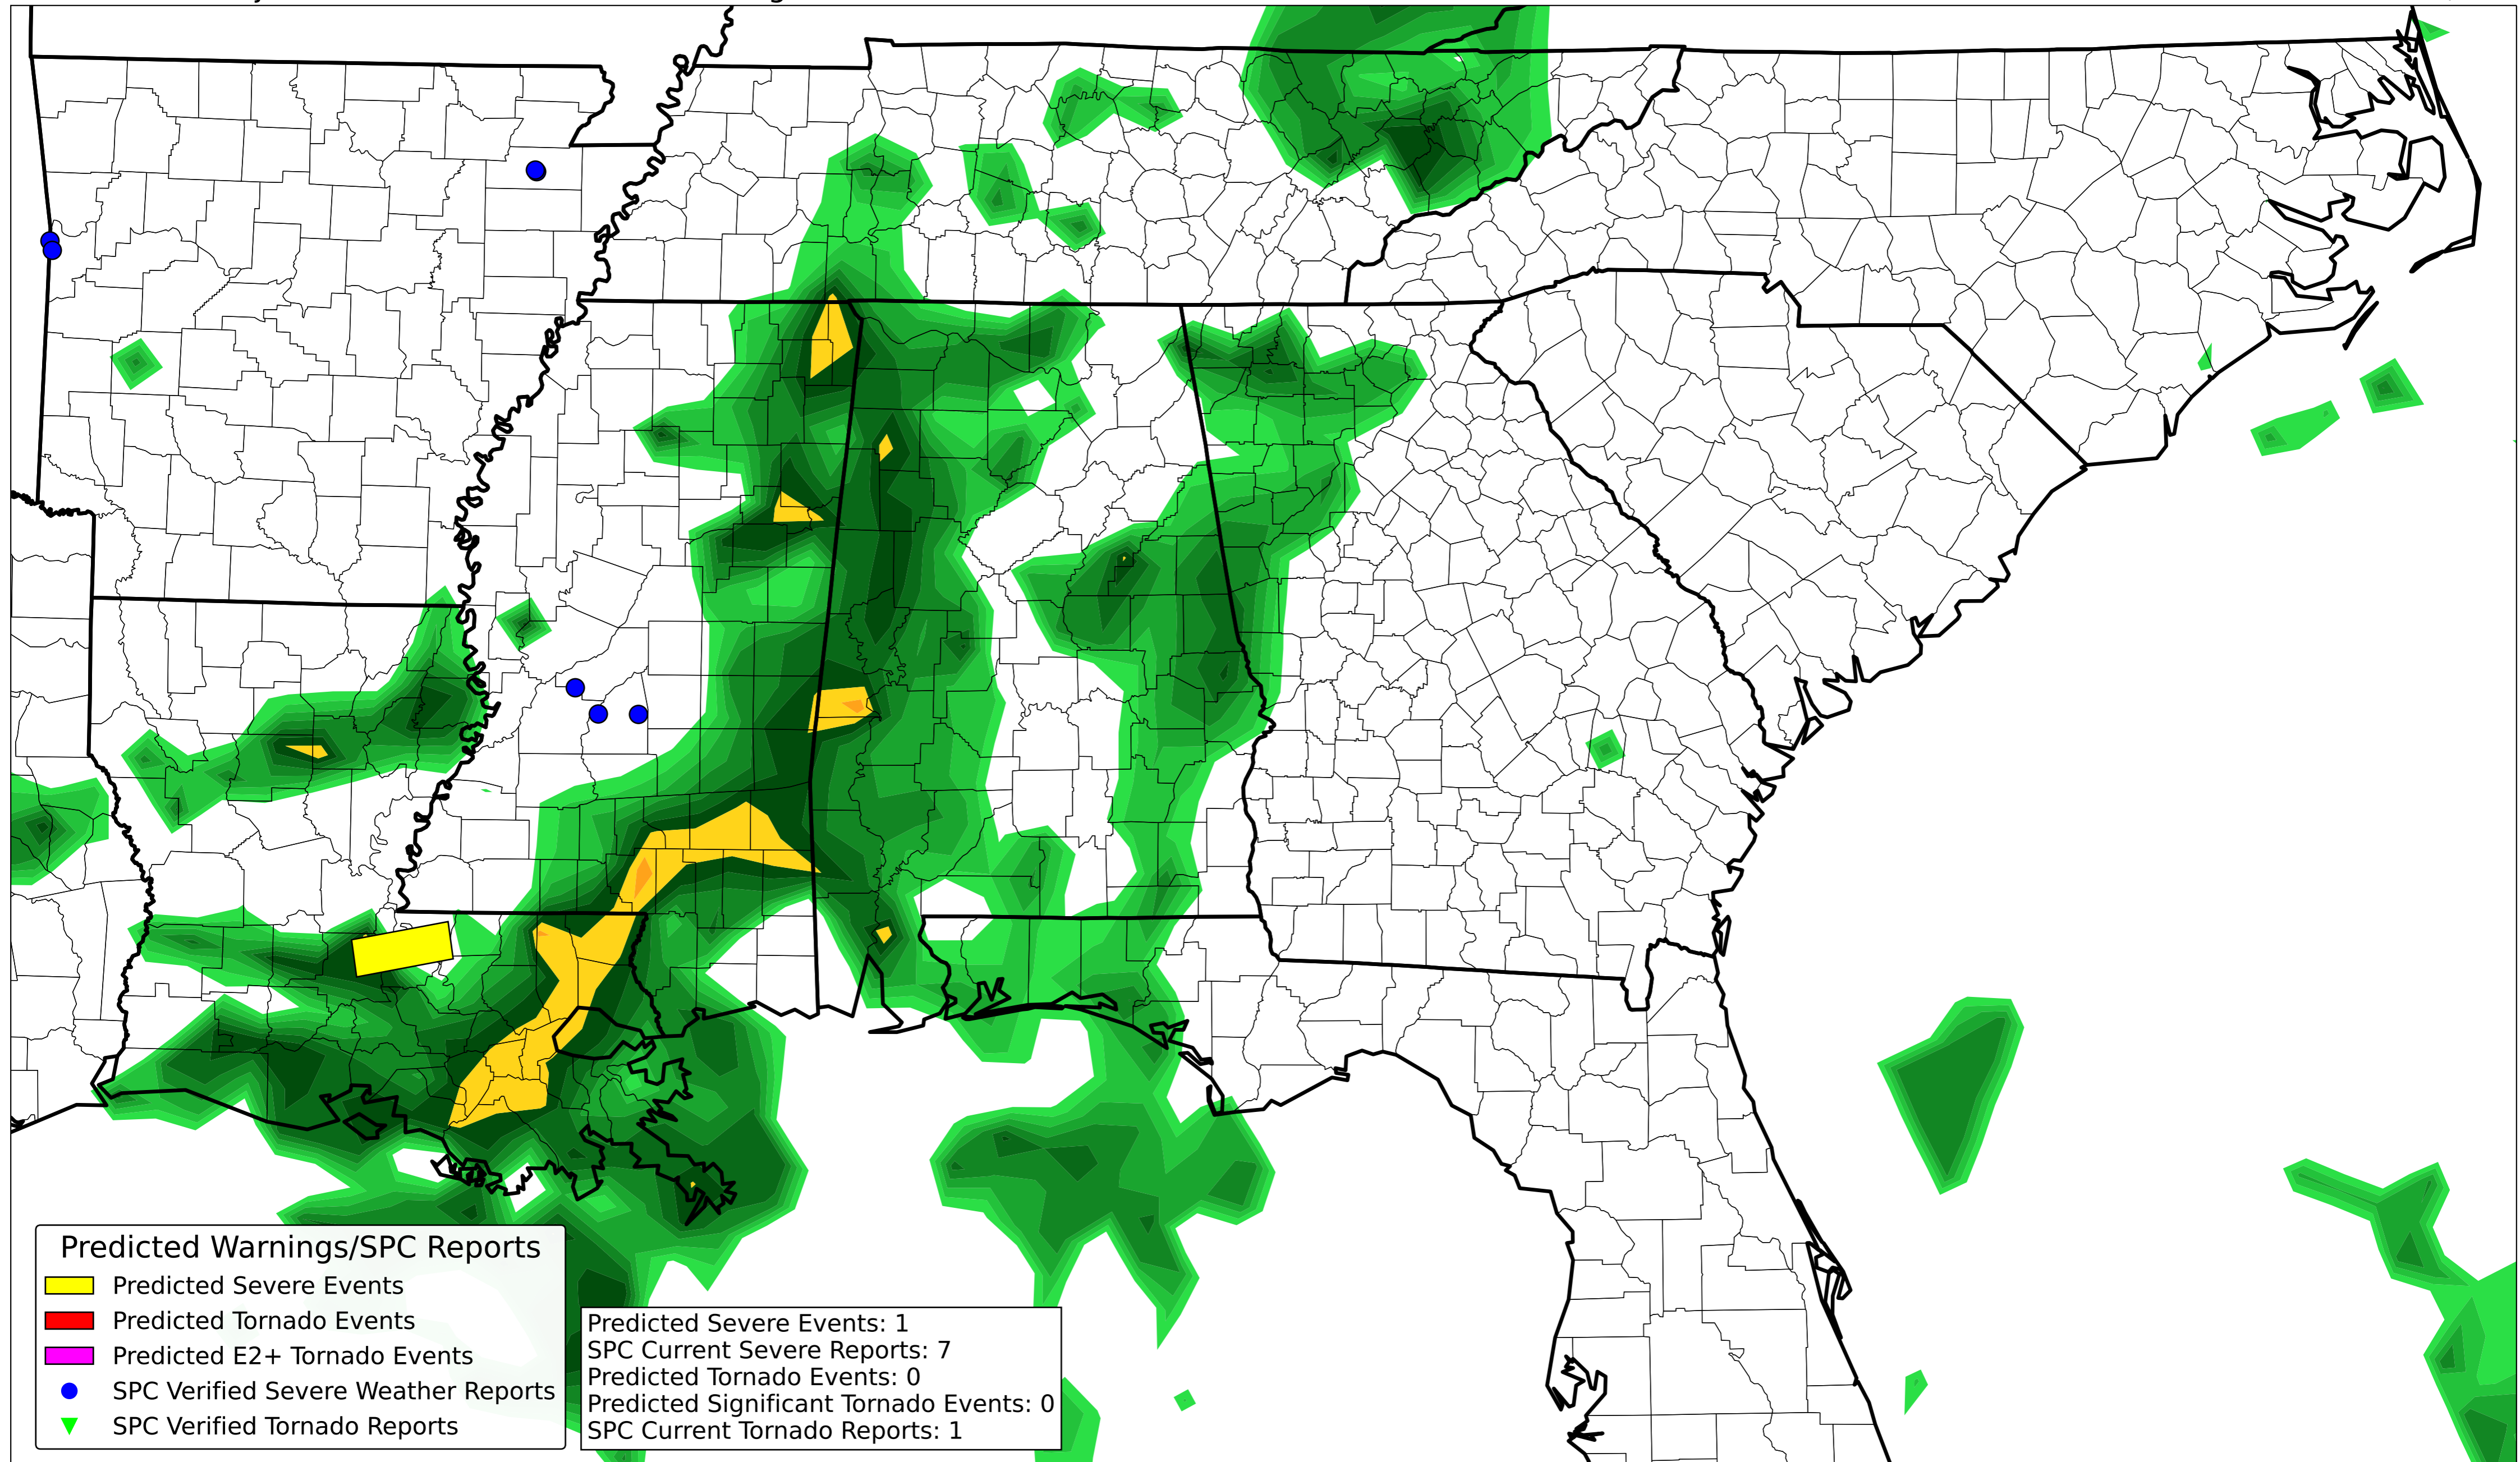 Predicted Warnings/SPC Reports
Predicted Severe Events
Predicted Tornado Events
Predicted E2+ Tornado Events
SPC Verified Severe Weather Reports
SPC Verified Tornado Reports
Predicted Severe Events: 1
SPC Current Severe Reports: 7
Predicted Tornado Events: 0
Predicted Significant Tornado Events: 0
SPC Current Tornado Reports: 1